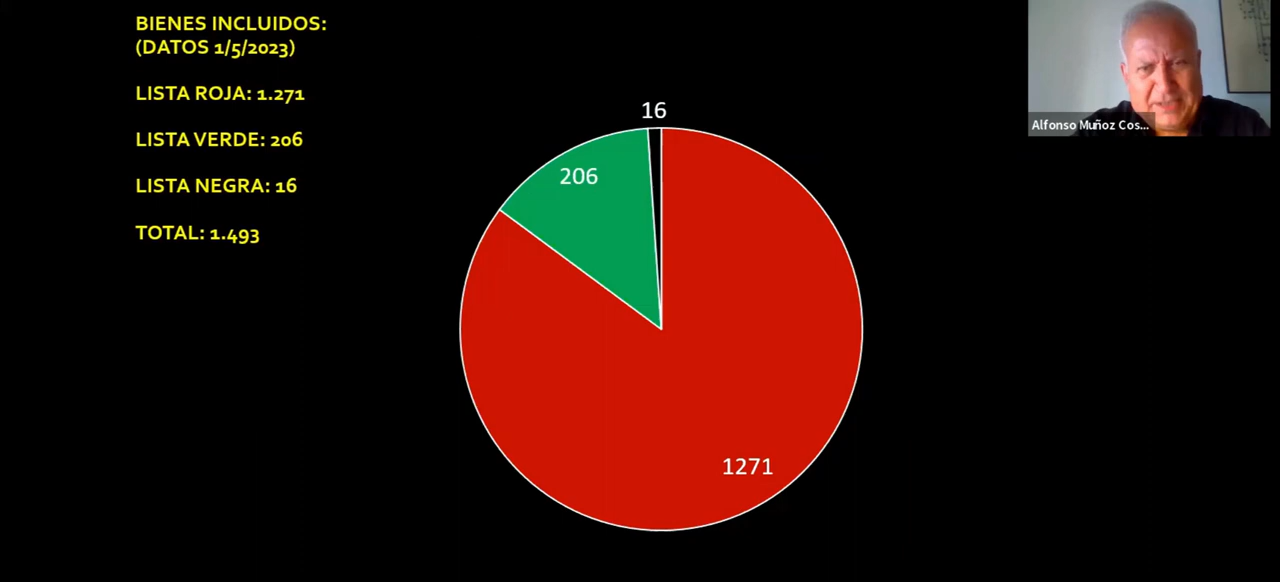 BIENES INCLUIDOS:
(DATOS 1/5/2023)
LISTA ROJA: 1.271
LISTA VERDE: 206
LISTA NEGRA: 16
TOTAL: 1.493
16
206
1271
Alfonso Muñoz Cos...